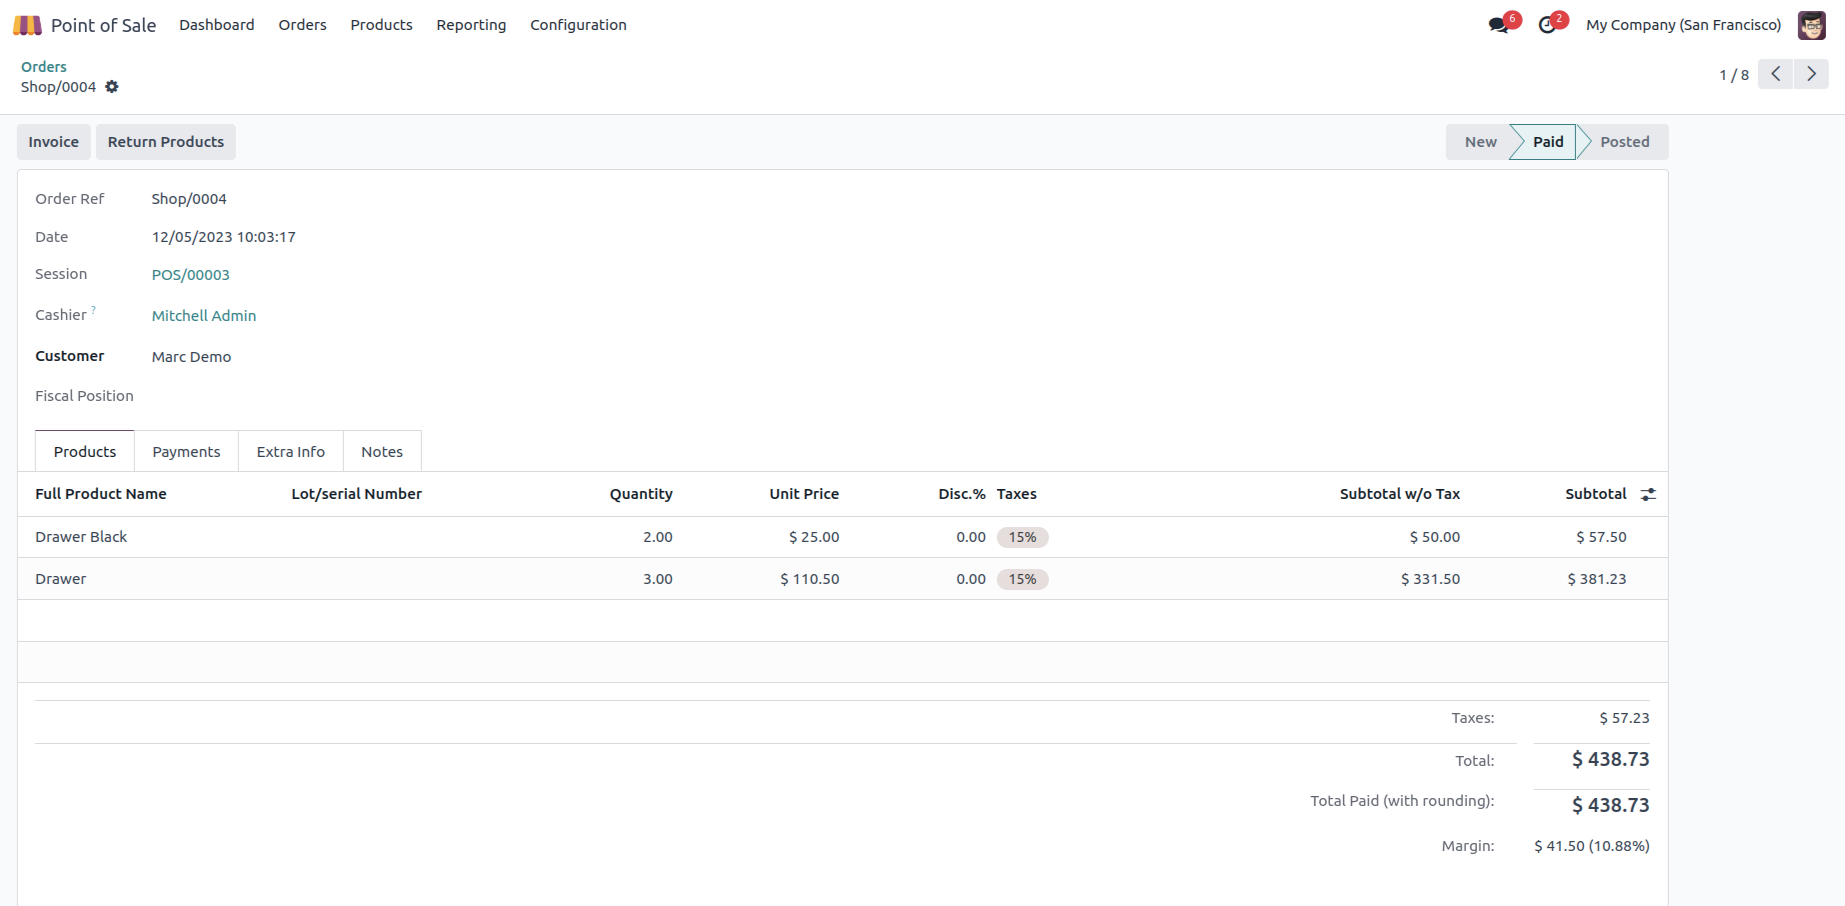 Point of Sale Dashboard Orders Products Reporting Configuration 6 2 My Company (San Francisco)
Orders
Shop/0004 1 / 8
Invoice Return Products New Paid Posted
Order Ref Shop/0004
Date 12/05/2023 10:03:17
Session POS/00003
Cashier ? Mitchell Admin
Customer Marc Demo
Fiscal Position
Products Payments Extra Info Notes
Full Product Name Lot/serial Number Quantity Unit Price Disc.% Taxes Subtotal w/o Tax Subtotal
Drawer Black 2.00 $ 25.00 0.00 15% $ 50.00 $ 57.50
Drawer 3.00 $ 110.50 0.00 15% $ 331.50 $ 381.23
Taxes: $ 57.23
Total: $ 438.73
Total Paid (with rounding): $ 438.73
Margin: $ 41.50 (10.88%)